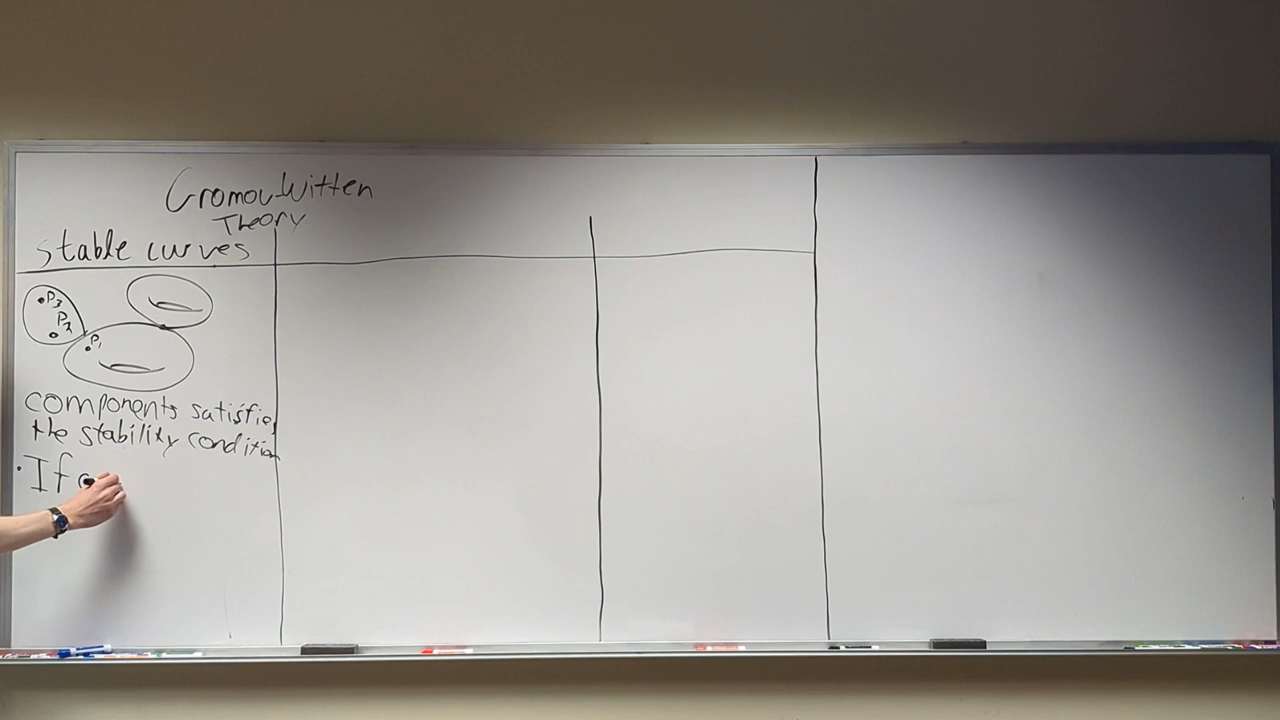 Gromov-Witten
Theory
stable curves
P3
P2
P1
components satisfies
the stability condition
• If